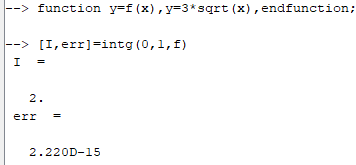 --> function y=f(x),y=3*sqrt(x),endfunction;
--> [I,err]=intg(0,1,f)
I  =
2.
err  =
2.220D-15